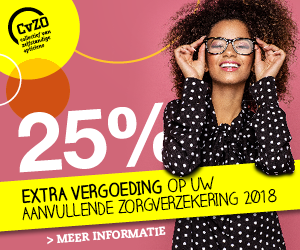 CvZO
collectief van
zelfstandige
opticiens
25%
EXTRA VERGOEDING OP UW
AANVULLENDE ZORGVERZEKERING 2018
> MEER INFORMATIE